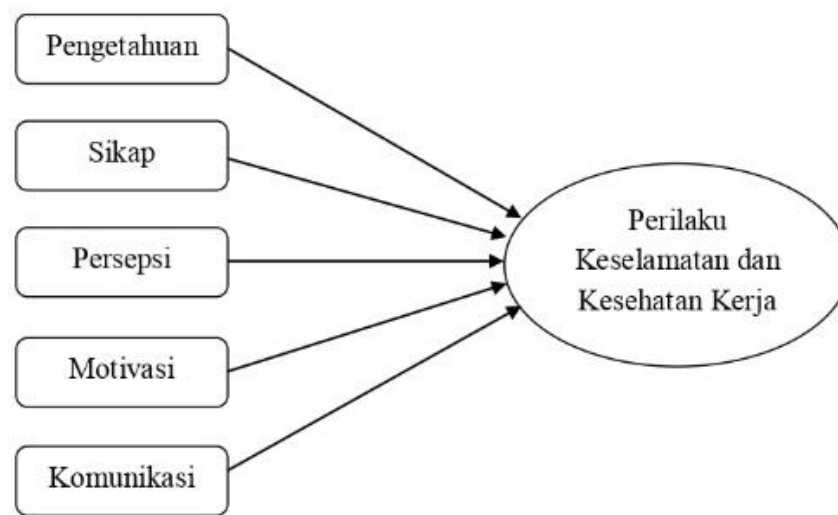 Pengetahuan
Sikap
Persepsi
Motivasi
Komunikasi
Perilaku
Keselamatan dan
Kesehatan Kerja